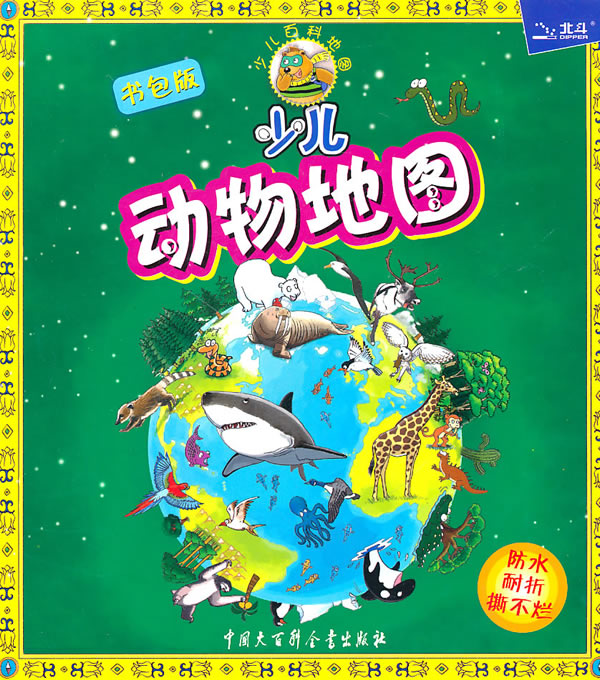 北斗
DIPPER
少儿百科地图
书包版
少儿
动物地图
防水
耐折
撕不烂
中国大百科全书出版社